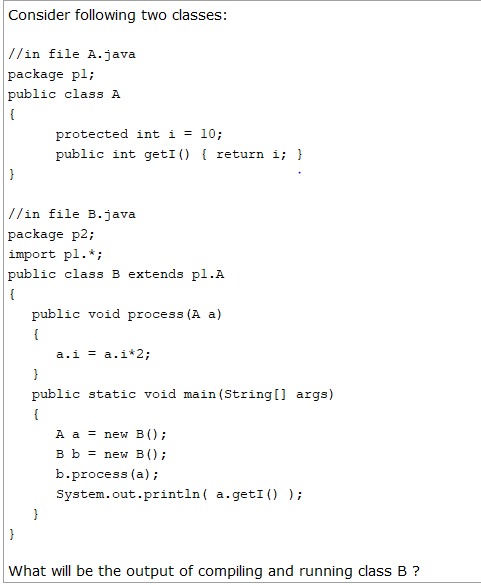 Consider following two classes:
//in file A.java
package p1;
public class A
{
protected int i = 10;
public int getI() { return i; }
}
//in file B.java
package p2;
import p1.*;
public class B extends p1.A
{
public void process(A a)
{
a.i = a.i*2;
}
public static void main(String[] args)
{
A a = new B();
B b = new B();
b.process(a);
System.out.println( a.getI() );
}
}
What will be the output of compiling and running class B ?